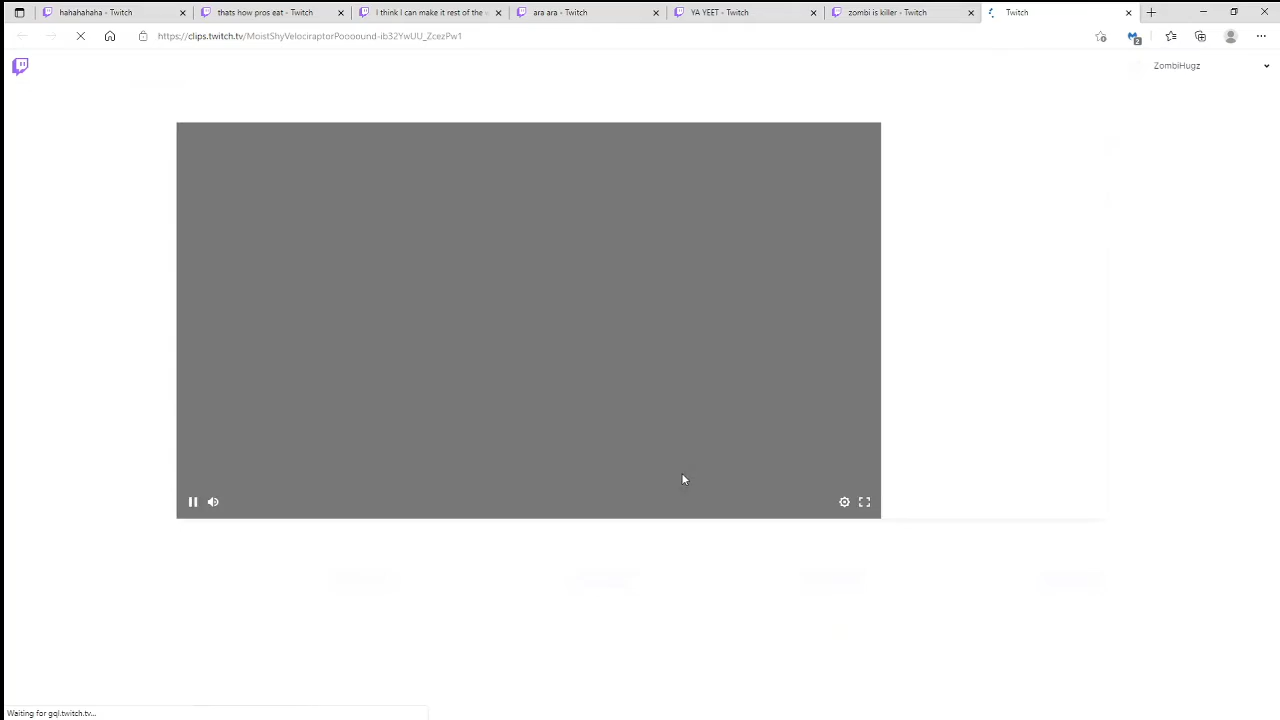 hahahahaha - Twitch
thats how pros eat - Twitch
I think I can make it rest of the
ara ara - Twitch
YA YEET - Twitch
zombi is killer - Twitch
Twitch
https://clips.twitch.tv/MoistShyVelociraptorPoooound-ib32YwUU_ZcezPw1
2
ZombiHugz
Waiting for gql.twitch.tv...